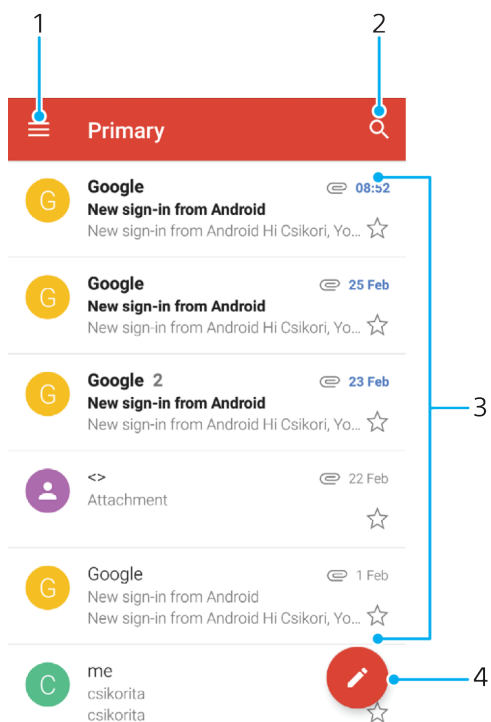 1
2
Primary
G
Google
08:52
New sign-in from Android
New sign-in from Android Hi Csikori, Yo...
G
Google
25 Feb
New sign-in from Android
New sign-in from Android Hi Csikori, Yo...
G
Google 2
23 Feb
New sign-in from Android
New sign-in from Android Hi Csikori, Yo...
3
<>
22 Feb
Attachment
G
Google
1 Feb
New sign-in from Android
New sign-in from Android Hi Csikori, Yo...
C
me
csikorita
csikorita
4